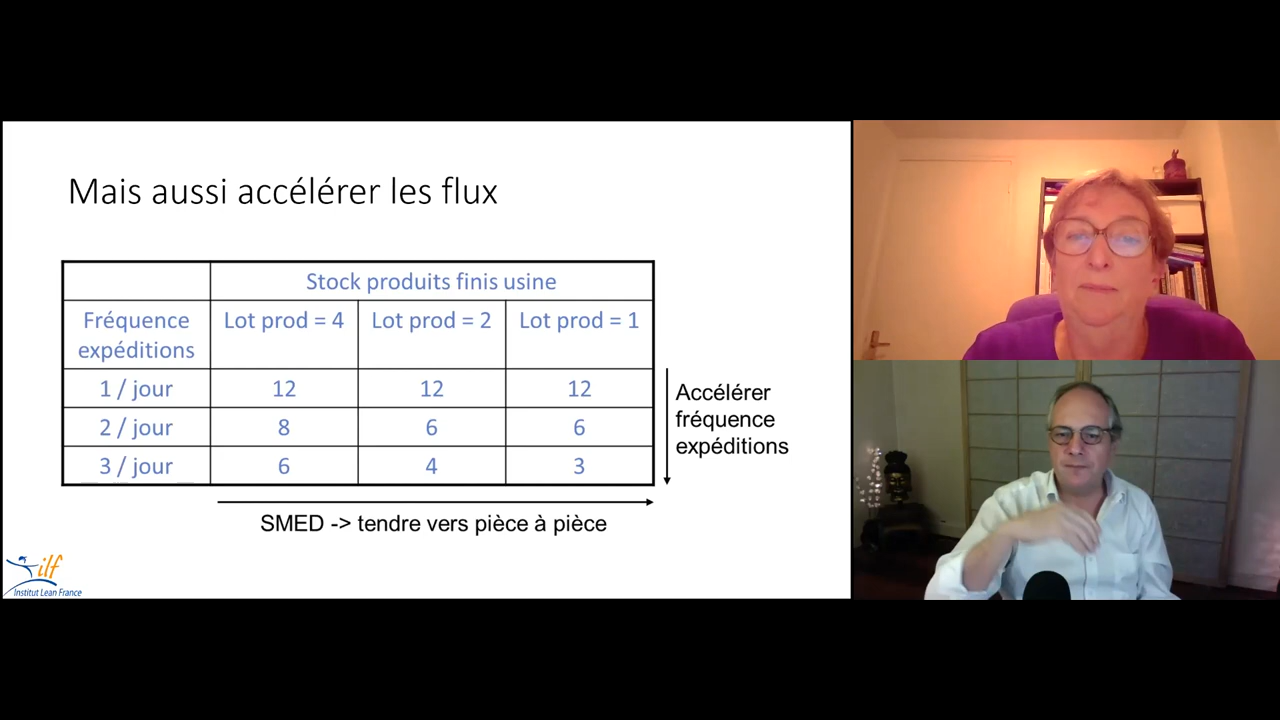 Mais aussi accélérer les flux
Stock produits finis usine
Fréquence expéditions
Lot prod = 4
Lot prod = 2
Lot prod = 1
1 / jour
12
12
12
2 / jour
8
6
6
3 / jour
6
4
3
Accélérer
fréquence
expéditions
SMED -> tendre vers pièce à pièce
ilf
Institut Lean France